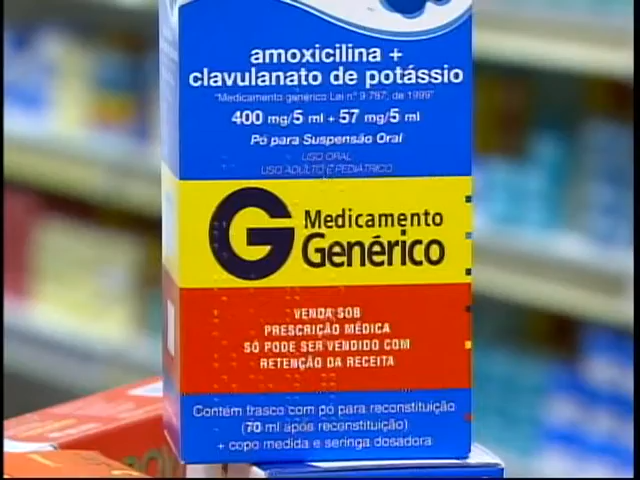 amoxicilina +
clavulanato de potássio
"Medicamento genérico Lei nº 9.787, de 1999"
400 mg/5 ml + 57 mg/5 ml
Pó para Suspensão Oral
USO ORAL
USO ADULTO E PEDIÁTRICO
G Medicamento
Genérico
VENDA SOB
PRESCRIÇÃO MÉDICA
SÓ PODE SER VENDIDO COM
RETENÇÃO DA RECEITA
Contém frasco com pó para reconstituição
(70 ml após reconstituição)
+ copo medida e seringa dosadora